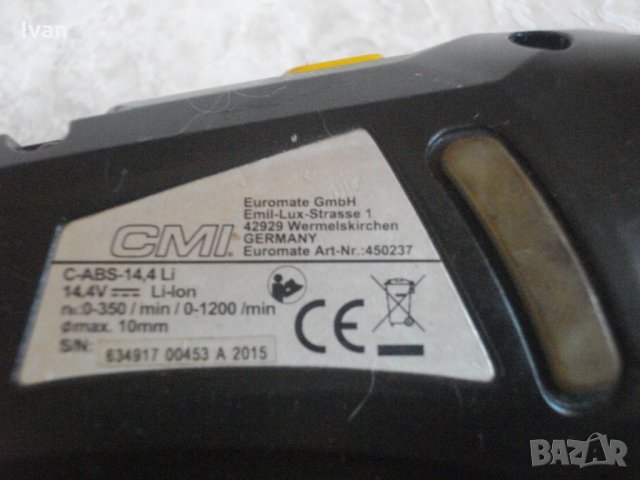 Ivan
Euromate GmbH
Emil-Lux-Strasse 1
42929 Wermelskirchen
GERMANY
Euromate Art-Nr.:450237
CMI
C-ABS-14,4 Li
14.4V Li-Ion
n₀:0-350 / min / 0-1200 /min
ømax. 10mm
S/N: 634917 00453 A 2015
CE
BAZAR